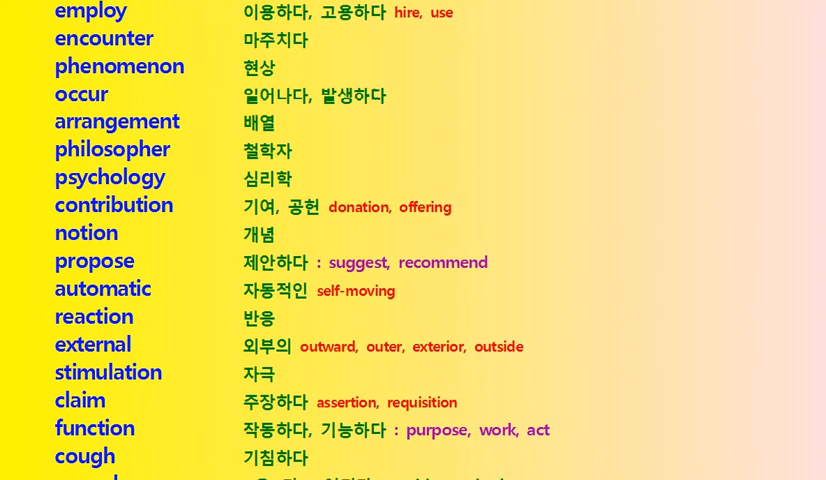 employ 이용하다, 고용하다 hire, use
encounter 마주치다
phenomenon 현상
occur 일어나다, 발생하다
arrangement 배열
philosopher 철학자
psychology 심리학
contribution 기여, 공헌 donation, offering
notion 개념
propose 제안하다 : suggest, recommend
automatic 자동적인 self-moving
reaction 반응
external 외부의 outward, outer, exterior, outside
stimulation 자극
claim 주장하다 assertion, requisition
function 작동하다, 기능하다 : purpose, work, act
cough 기침하다